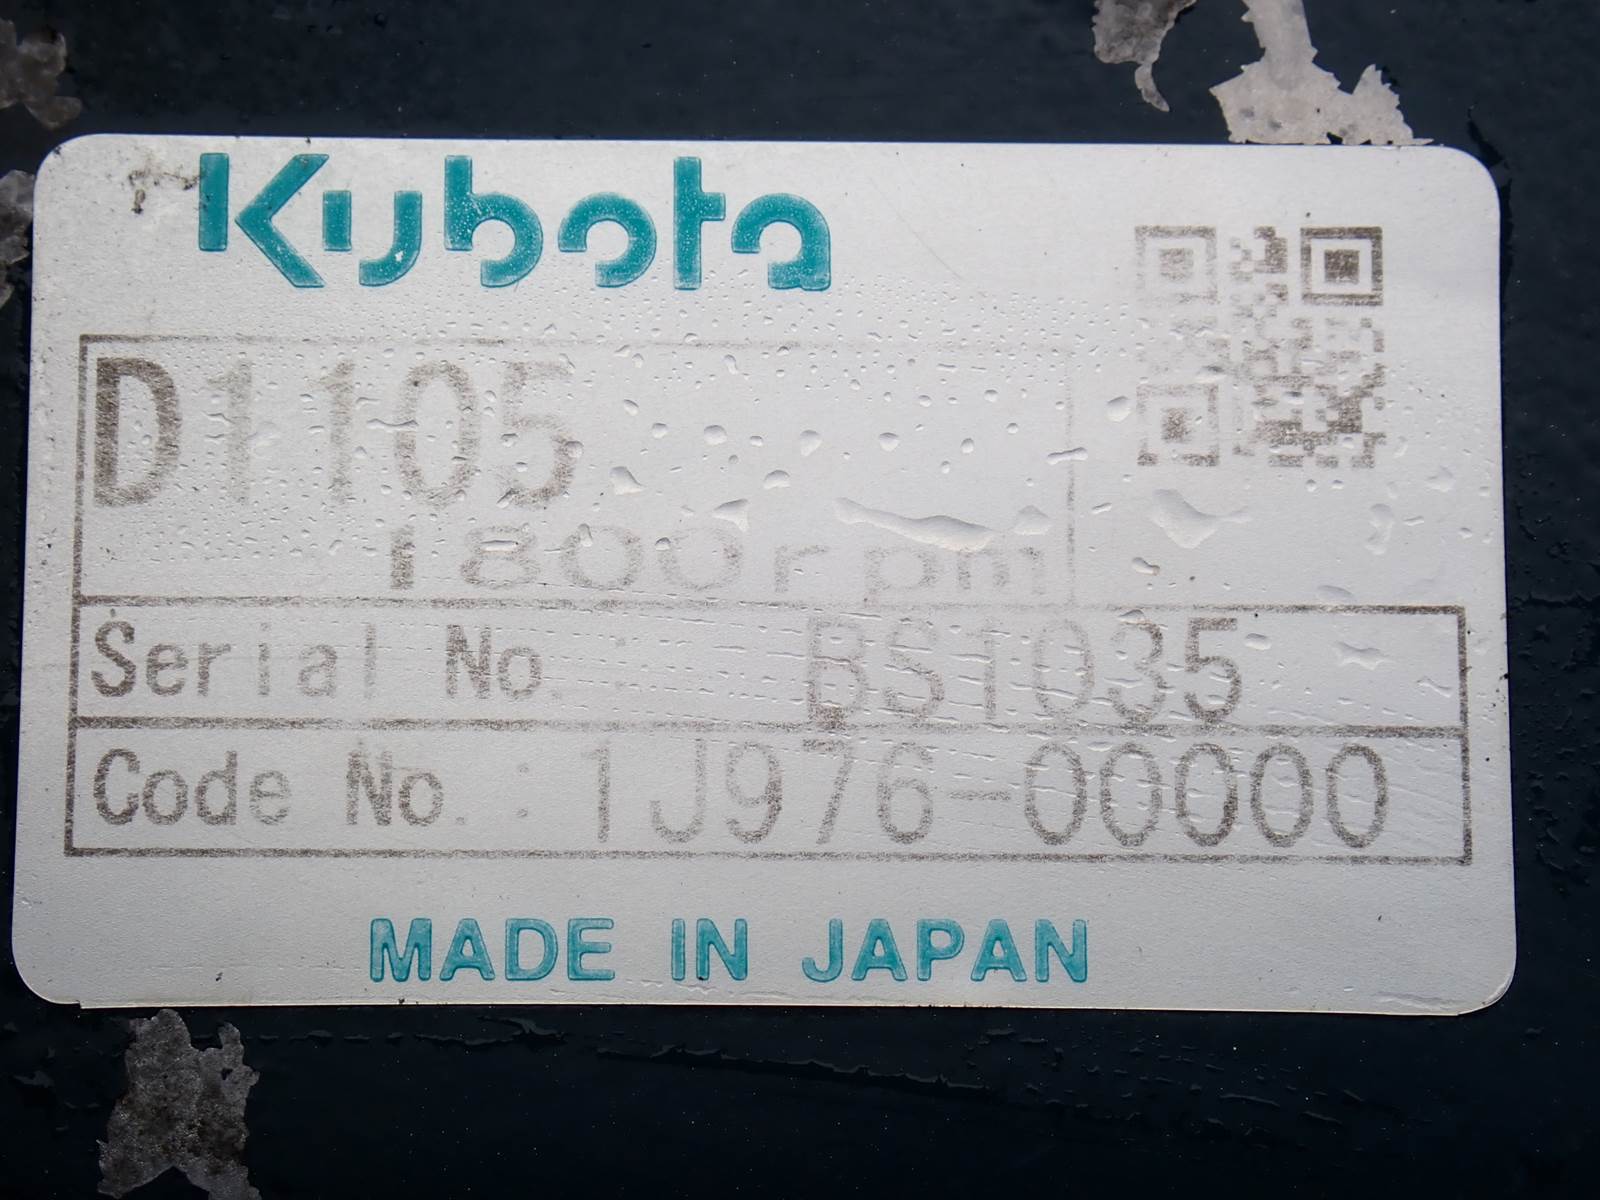 Kubota
D1105
1800rpm
Serial No. : BS1035
Code No. : 1J976-00000
MADE IN JAPAN